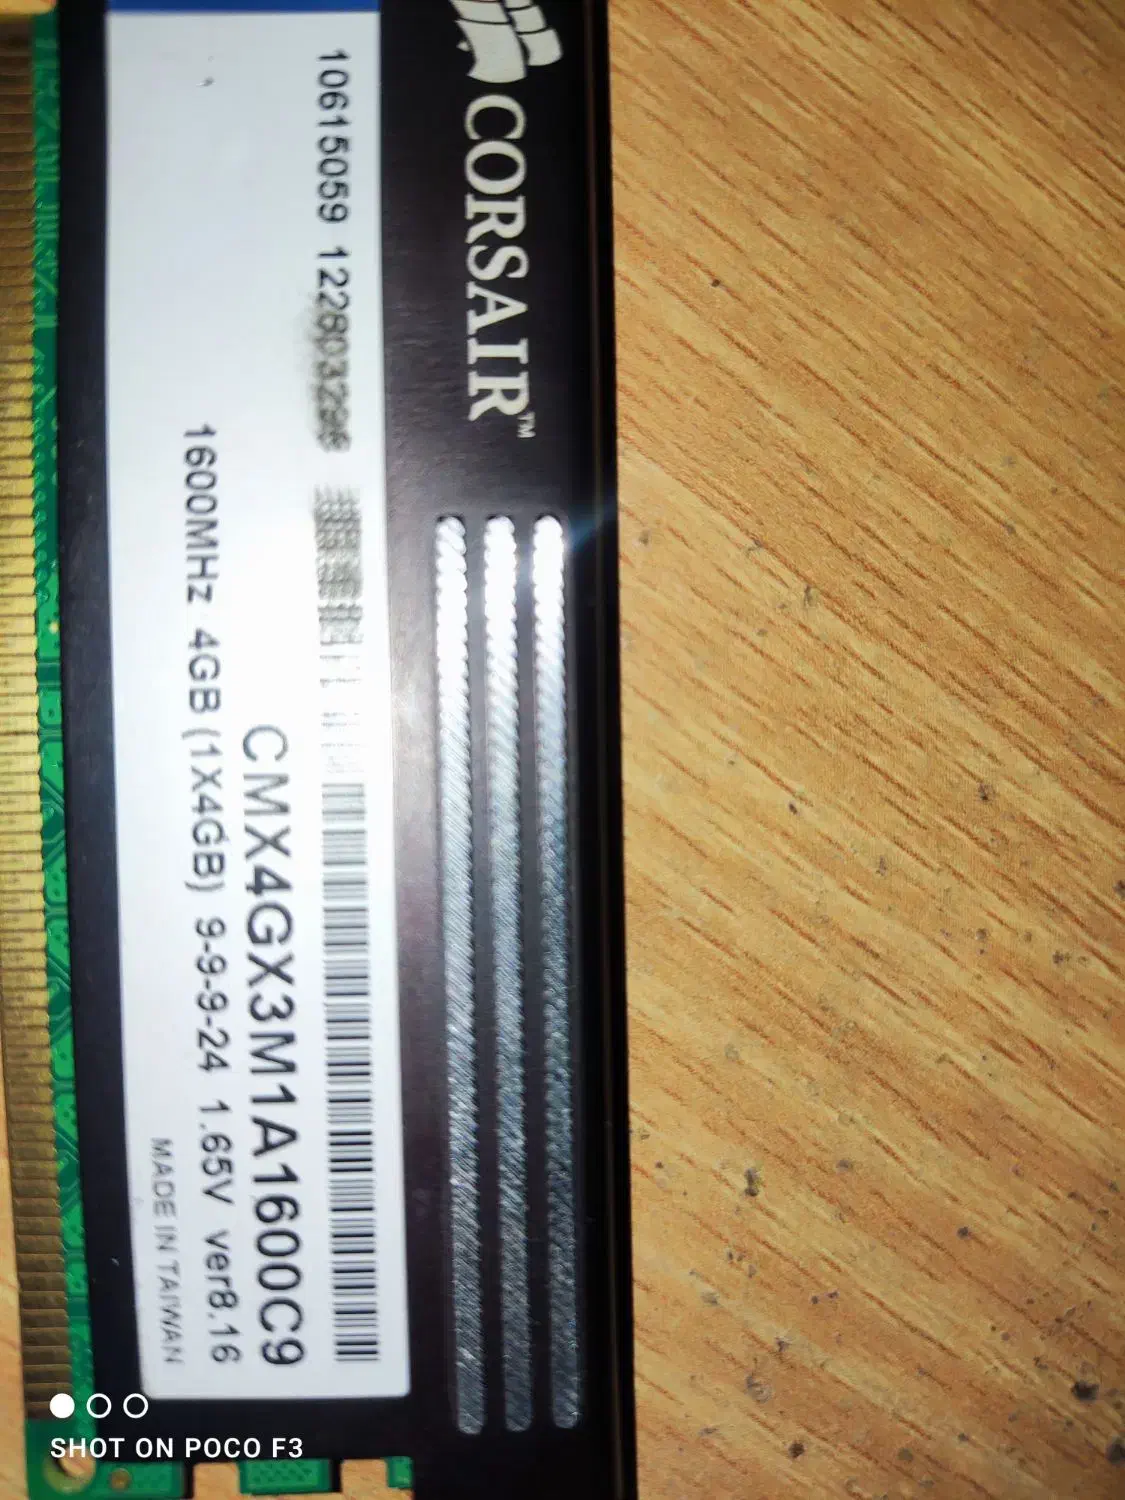 CORSAIR™
10615059
CMX4GX3M1A1600C9
1600MHz 4GB (1X4GB) 9-9-9-24 1.65V ver8.16
MADE IN TAIWAN
SHOT ON POCO F3